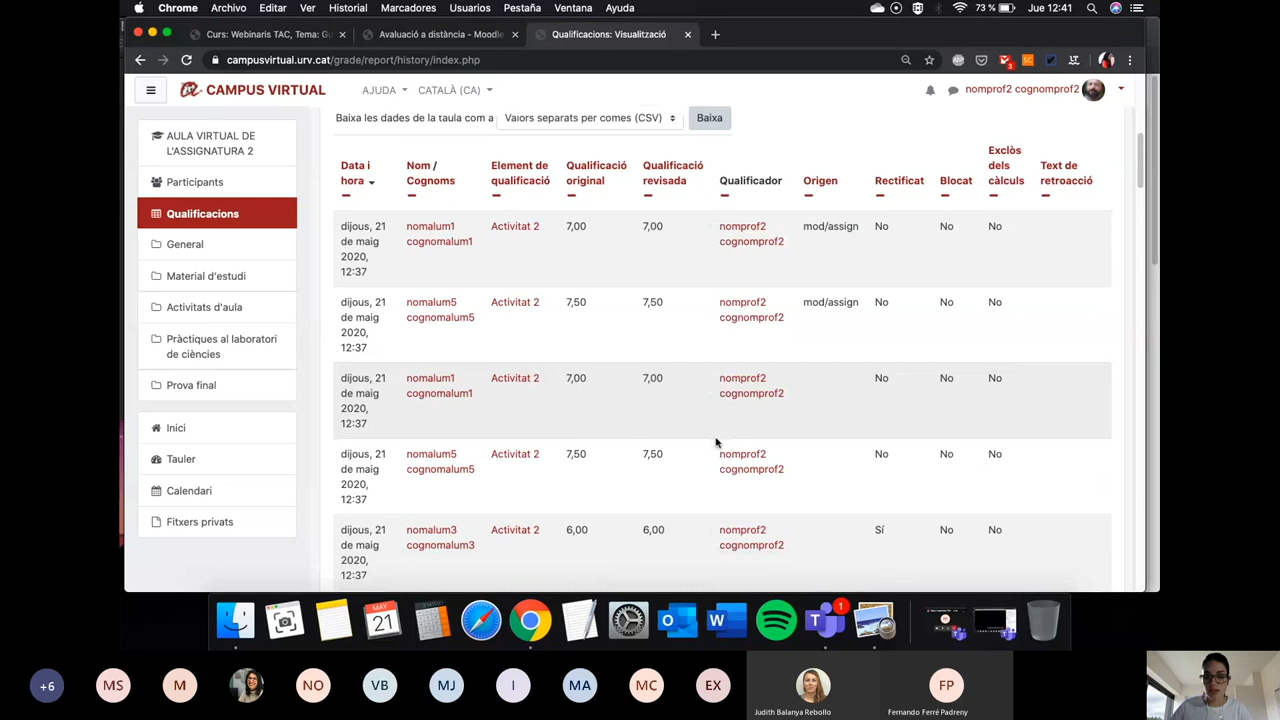 Chrome Archivo Editar Ver Historial Marcadores Usuarios Pestaña Ventana Ayuda 73 % Jue 12:41
Curs: Webinaris TAC, Tema: Gu Avaluació a distància - Moodle Qualificacions: Visualització
campusvirtual.urv.cat/grade/report/history/index.php
CAMPUS VIRTUAL AJUDA CATALÀ (CA) nomprof2 cognomprof2
AULA VIRTUAL DE
L'ASSIGNATURA 2
Participants
Qualificacions
General
Material d'estudi
Activitats d'aula
Pràctiques al laboratori
de ciències
Prova final
Inici
Tauler
Calendari
Fitxers privats
Baixa les dades de la taula com a Valors separats per comes (CSV) Baixa
Data i
hora
Nom /
Cognoms
Element de
qualificació
Qualificació
original
Qualificació
revisada
Qualificador
Origen
Rectificat
Blocat
Exclòs
dels
càlculs
Text de
retroacció
dijous, 21 nomalum1 Activitat 2 7,00 7,00 nomprof2 mod/assign No No No
de maig cognomalum1 cognomprof2
2020,
12:37
dijous, 21 nomalum5 Activitat 2 7,50 7,50 nomprof2 mod/assign No No No
de maig cognomalum5 cognomprof2
2020,
12:37
dijous, 21 nomalum1 Activitat 2 7,00 7,00 nomprof2 No No No
de maig cognomalum1 cognomprof2
2020,
12:37
dijous, 21 nomalum5 Activitat 2 7,50 7,50 nomprof2 No No No
de maig cognomalum5 cognomprof2
2020,
12:37
dijous, 21 nomalum3 Activitat 2 6,00 6,00 nomprof2 Sí No No
de maig cognomalum3 cognomprof2
2020,
12:37
MAY
21
1
+6 MS M NO VB MJ I MA MC EX FP
Judith Balanya Rebollo Fernando Ferré Padreny